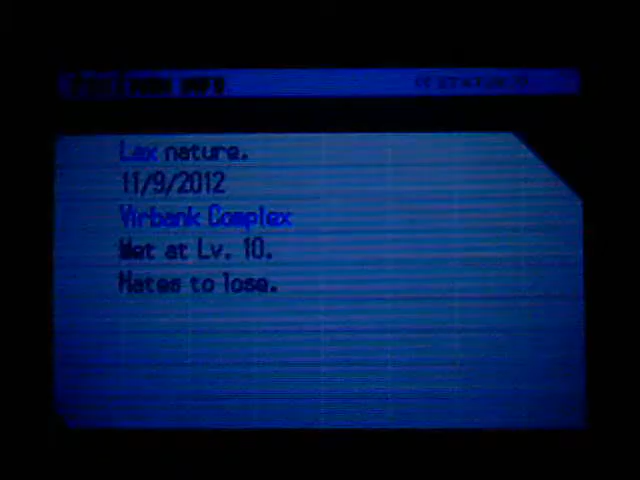 Lax nature.
11/9/2012
Virbank Complex
Met at Lv. 10.
Hates to lose.